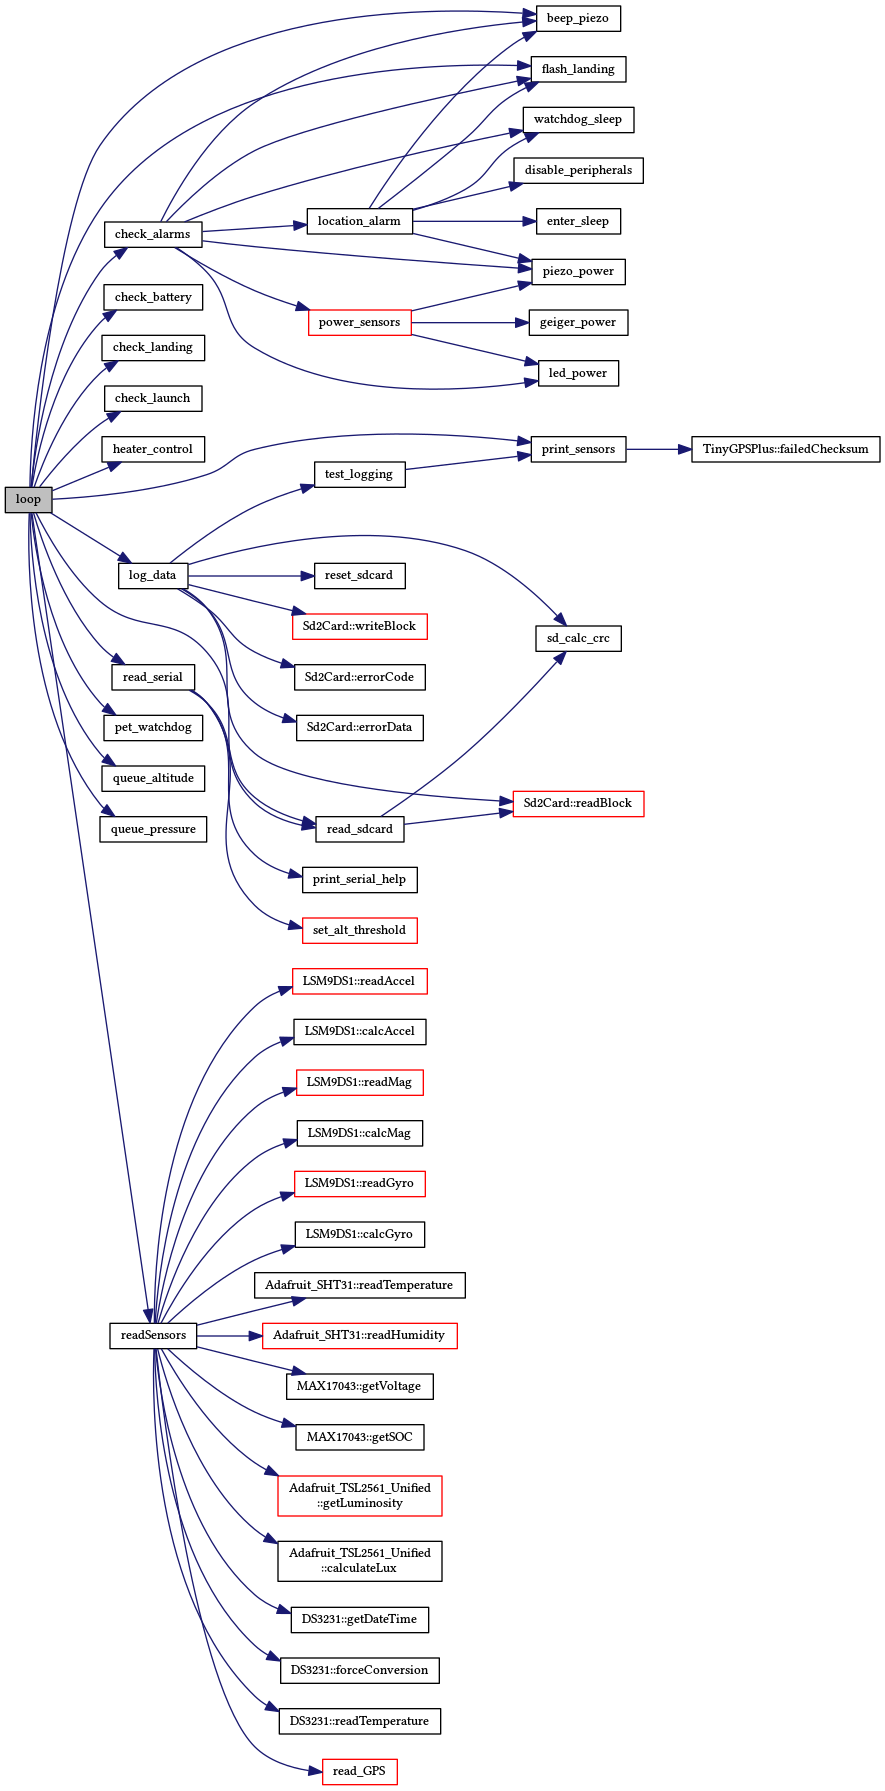 beep_piezo
flash_landing
watchdog_sleep
disable_peripherals
check_alarms
location_alarm
enter_sleep
piezo_power
check_battery
power_sensors
geiger_power
check_landing
led_power
check_launch
heater_control
print_sensors
TinyGPSPlus::failedChecksum
test_logging
loop
log_data
reset_sdcard
Sd2Card::writeBlock
sd_calc_crc
read_serial
Sd2Card::errorCode
pet_watchdog
Sd2Card::errorData
queue_altitude
Sd2Card::readBlock
queue_pressure
read_sdcard
print_serial_help
set_alt_threshold
LSM9DS1::readAccel
LSM9DS1::calcAccel
LSM9DS1::readMag
LSM9DS1::calcMag
LSM9DS1::readGyro
LSM9DS1::calcGyro
Adafruit_SHT31::readTemperature
readSensors
Adafruit_SHT31::readHumidity
MAX17043::getVoltage
MAX17043::getSOC
Adafruit_TSL2561_Unified
::getLuminosity
Adafruit_TSL2561_Unified
::calculateLux
DS3231::getDateTime
DS3231::forceConversion
DS3231::readTemperature
read_GPS